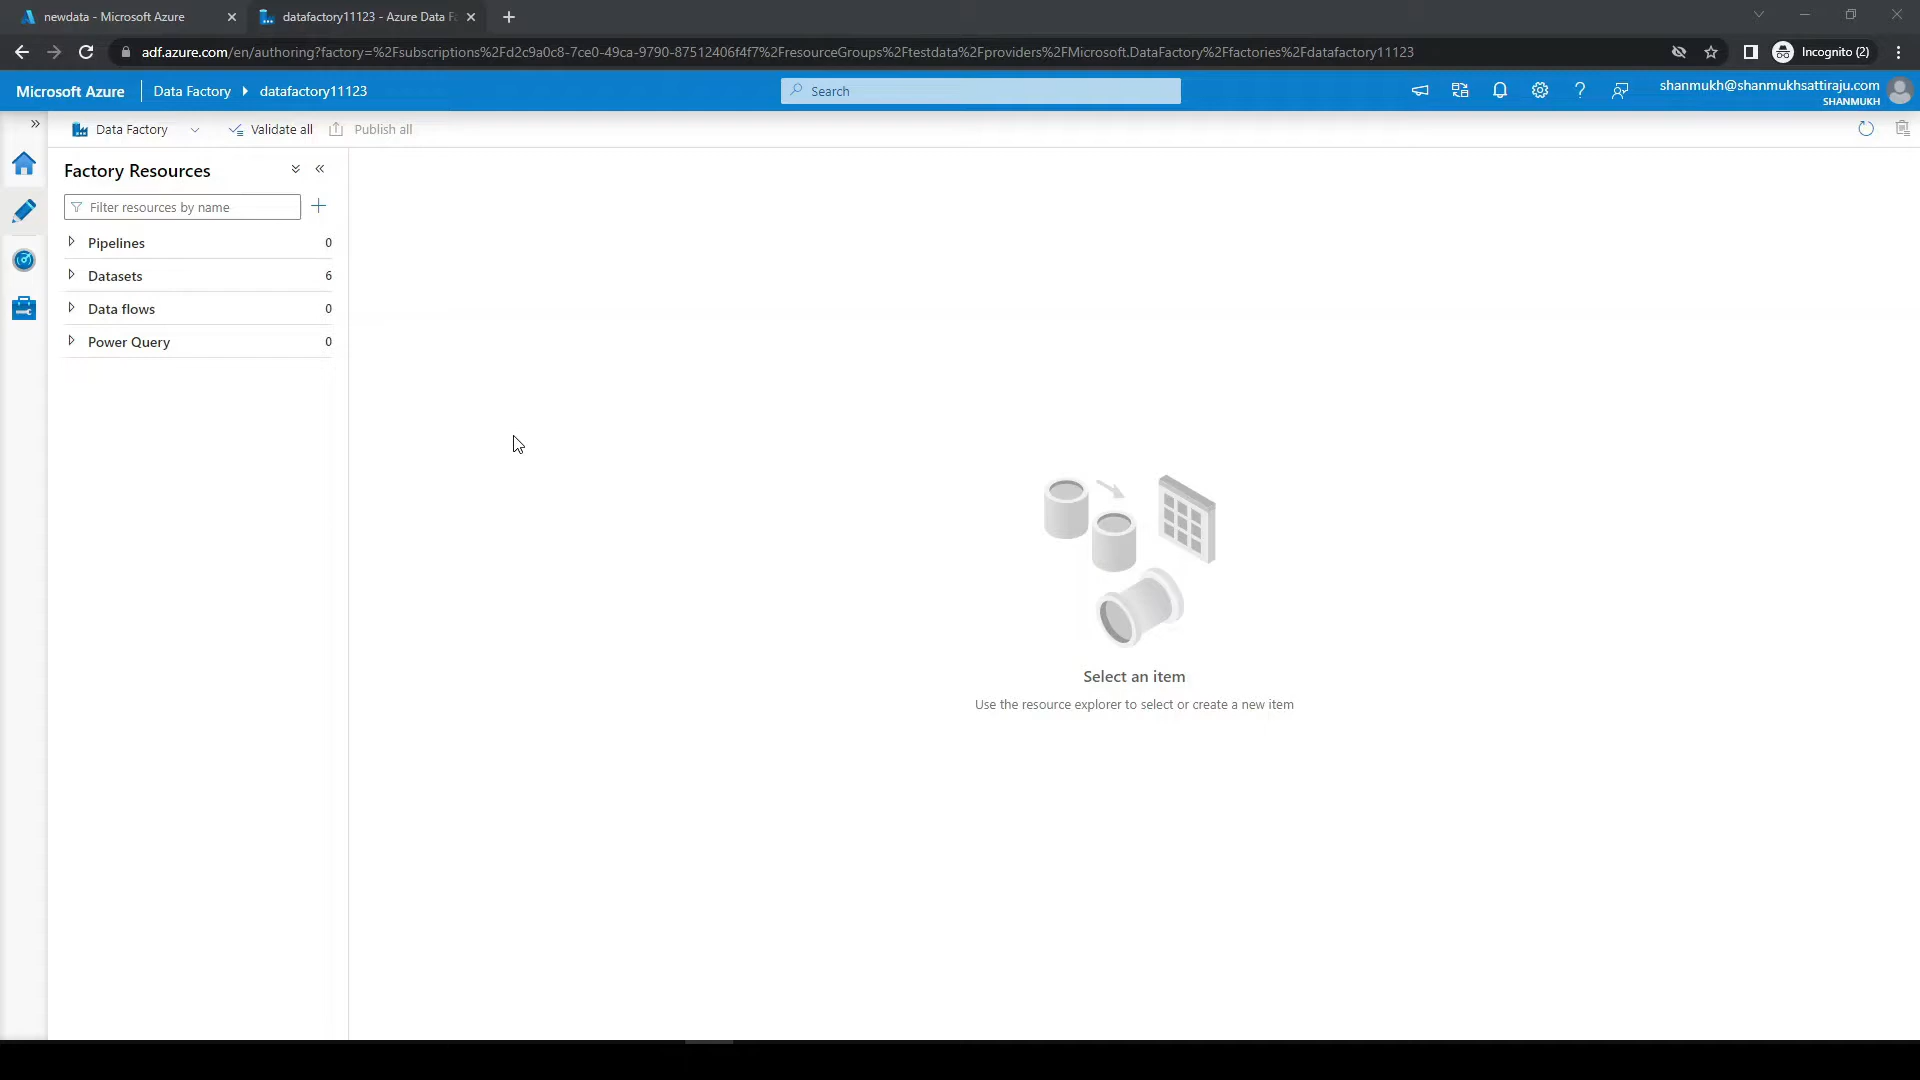 newdata - Microsoft Azure
datafactory11123 - Azure Data Fa
adf.azure.com/en/authoring?factory=%2Fsubscriptions%2Fd2c9a0c8-7ce0-49ca-9790-87512406f4f7%2FresourceGroups%2Ftestdata%2Fproviders%2FMicrosoft.DataFactory%2Ffactories%2Fdatafactory11123
Incognito (2)
Microsoft Azure
Data Factory
datafactory11123
Search
shanmukh@shanmukhsattiraju.com
SHANMUKH
Data Factory
Validate all
Publish all
Factory Resources
Filter resources by name
Pipelines 0
Datasets 6
Data flows 0
Power Query 0
Select an item
Use the resource explorer to select or create a new item